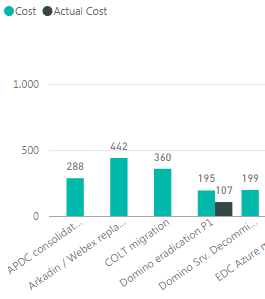 Cost Actual Cost
1.000
500
0
288
442
360
195
107
199
APDC consolidat...
Arkadin / Webex repla...
COLT migration
Domino eradication P1
Domino Srv. Decommi...
EDC Azure